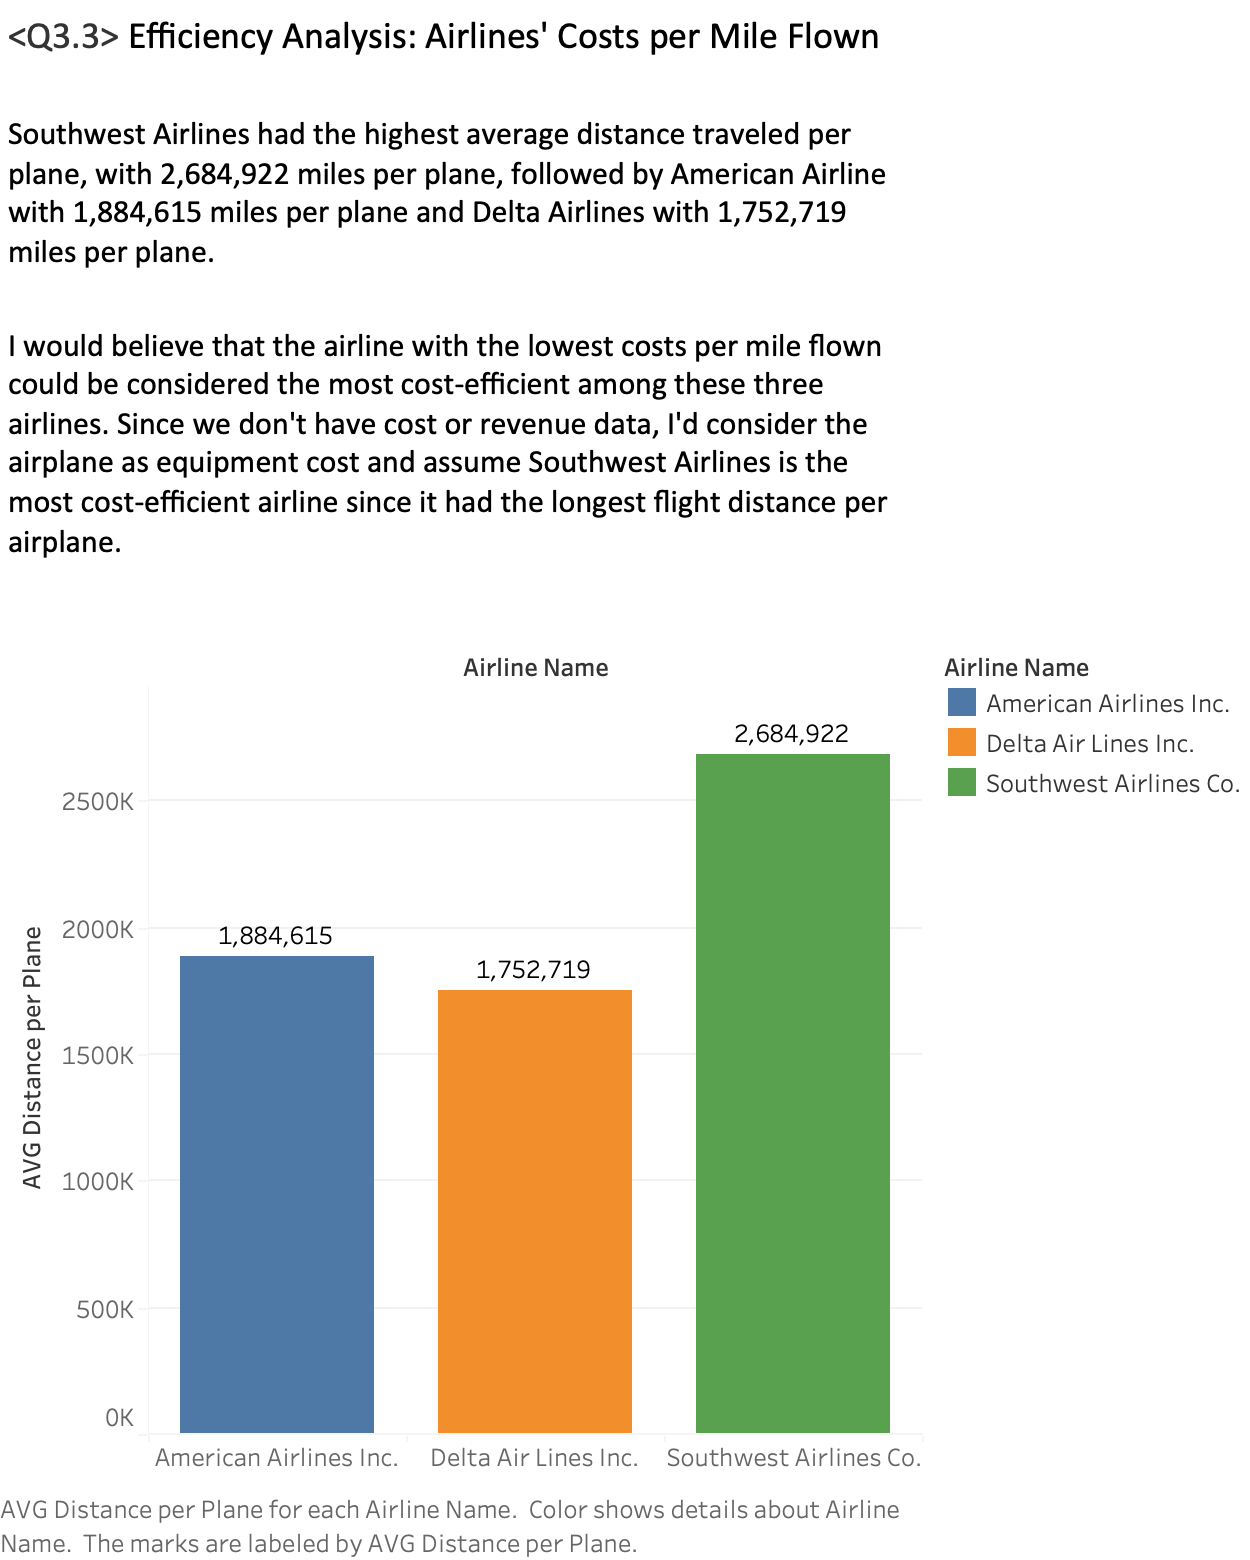 <Q3.3> Efficiency Analysis: Airlines' Costs per Mile Flown
Southwest Airlines had the highest average distance traveled per
plane, with 2,684,922 miles per plane, followed by American Airline
with 1,884,615 miles per plane and Delta Airlines with 1,752,719
miles per plane.
I would believe that the airline with the lowest costs per mile flown
could be considered the most cost-efficient among these three
airlines. Since we don't have cost or revenue data, I'd consider the
airplane as equipment cost and assume Southwest Airlines is the
most cost-efficient airline since it had the longest flight distance per
airplane.
Airline Name
Airline Name
American Airlines Inc.
Delta Air Lines Inc.
Southwest Airlines Co.
2,684,922
1,884,615
1,752,719
AVG Distance per Plane
2500K
2000K
1500K
1000K
500K
0K
American Airlines Inc.
Delta Air Lines Inc.
Southwest Airlines Co.
AVG Distance per Plane for each Airline Name.  Color shows details about Airline
Name.  The marks are labeled by AVG Distance per Plane.